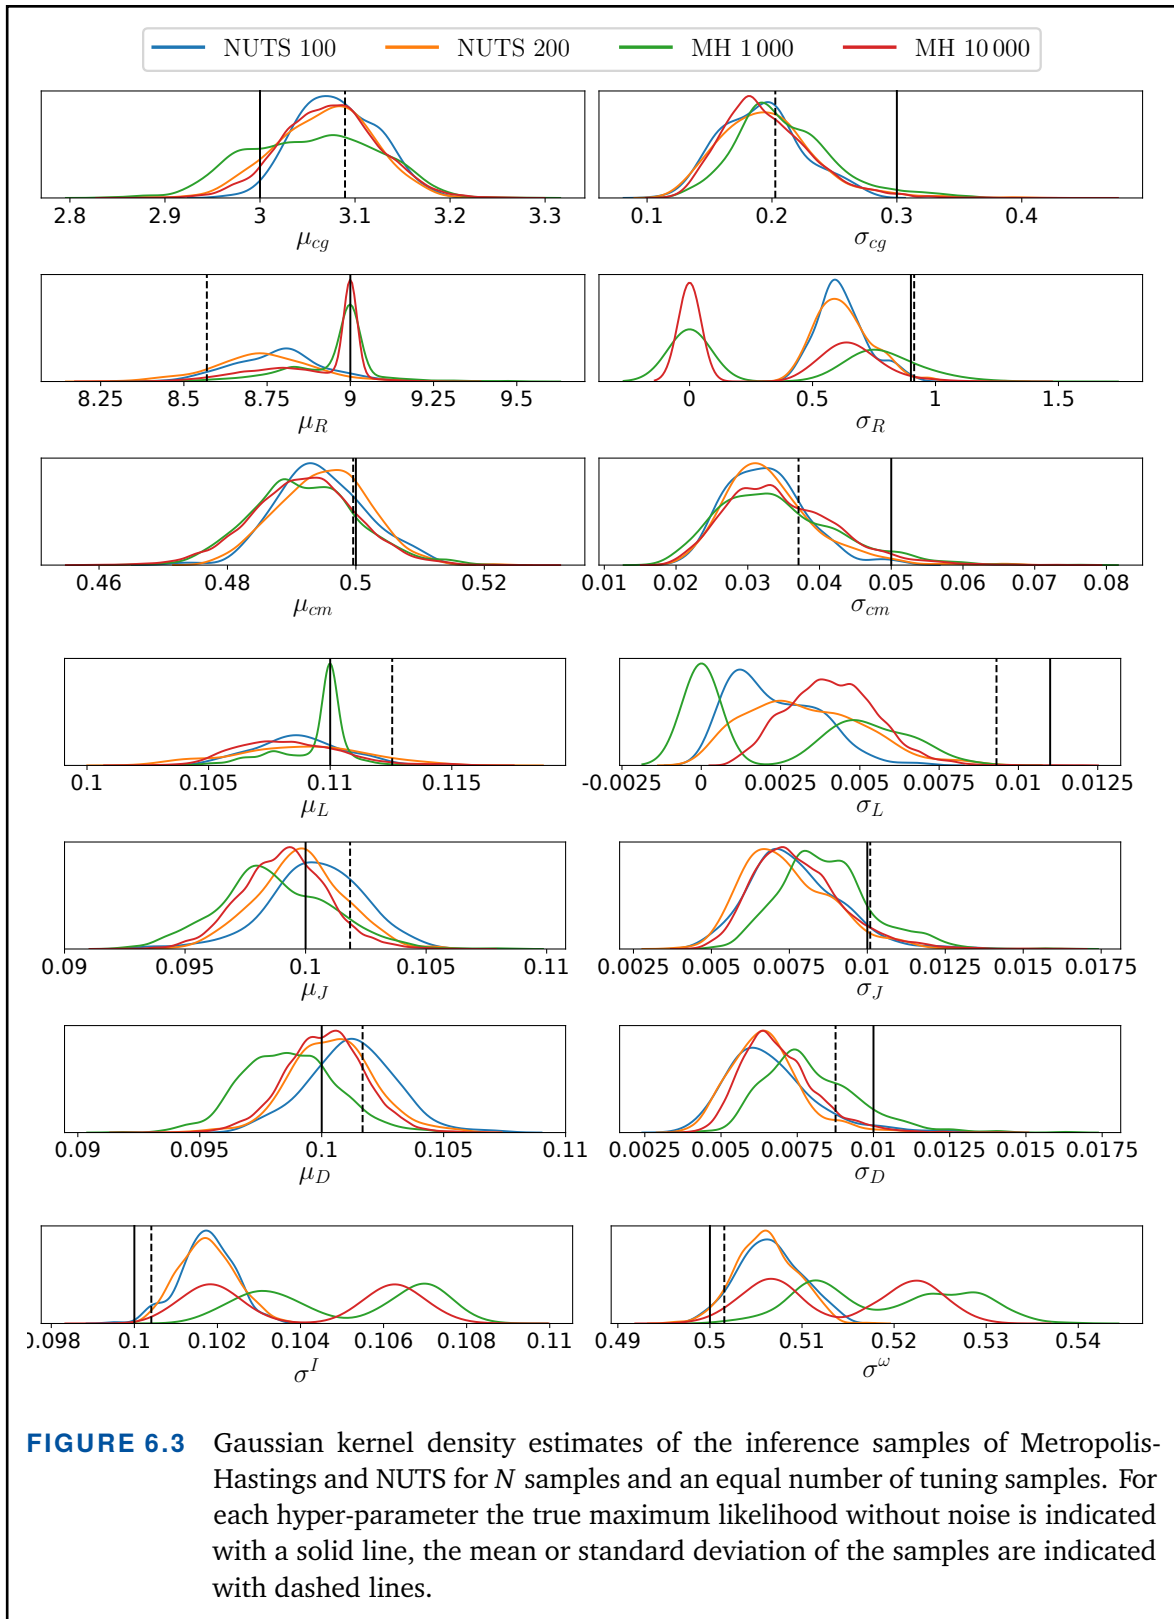 NUTS 100 NUTS 200 MH 1 000 MH 10 000
2.8 2.9 3 3.1 3.2 3.3
μcg
0.1 0.2 0.3 0.4
σcg
8.25 8.5 8.75 9 9.25 9.5
μR
0 0.5 1 1.5
σR
0.46 0.48 0.5 0.52
μcm
0.01 0.02 0.03 0.04 0.05 0.06 0.07 0.08
σcm
0.1 0.105 0.11 0.115
μL
-0.0025 0 0.0025 0.005 0.0075 0.01 0.0125
σL
0.09 0.095 0.1 0.105 0.11
μJ
0.0025 0.005 0.0075 0.01 0.0125 0.015 0.0175
σJ
0.09 0.095 0.1 0.105 0.11
μD
0.0025 0.005 0.0075 0.01 0.0125 0.015 0.0175
σD
0.098 0.1 0.102 0.104 0.106 0.108 0.11
σI
0.49 0.5 0.51 0.52 0.53 0.54
σω
FIGURE 6.3 Gaussian kernel density estimates of the inference samples of Metropolis-
Hastings and NUTS for N samples and an equal number of tuning samples. For
each hyper-parameter the true maximum likelihood without noise is indicated
with a solid line, the mean or standard deviation of the samples are indicated
with dashed lines.